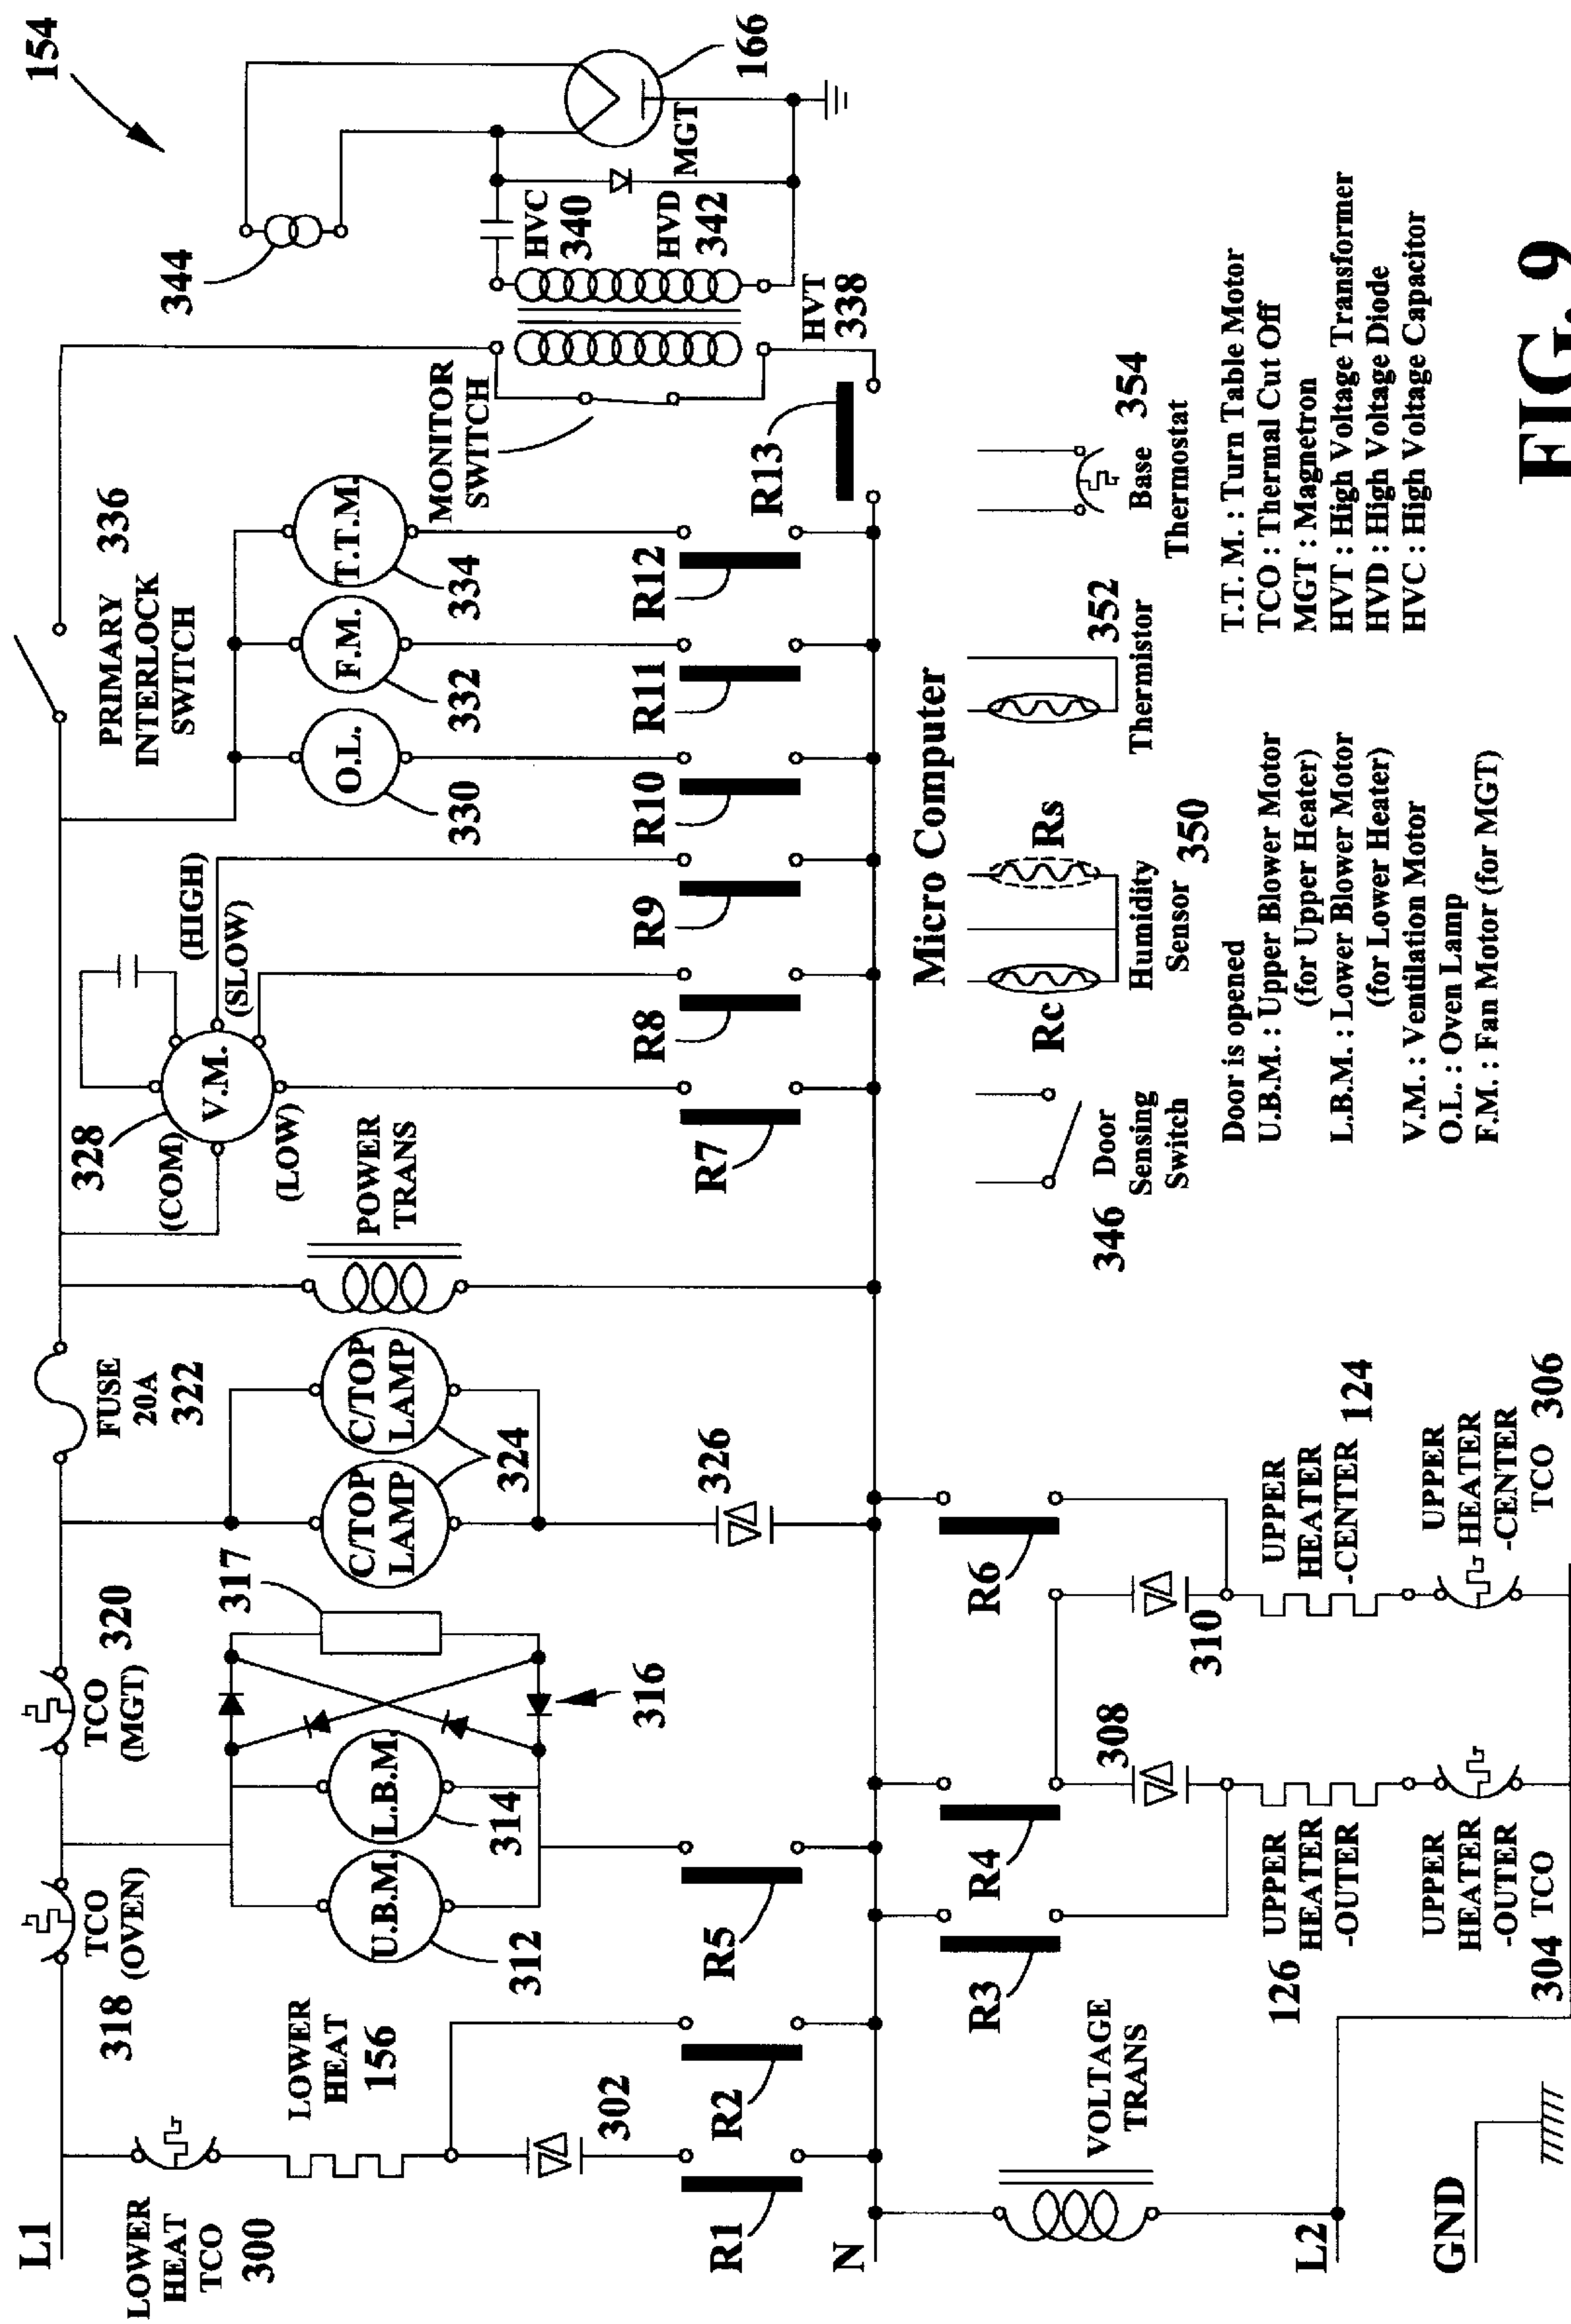 154
L1
LOWER
HEAT
TCO
300
318
TCO
(OVEN)
320
TCO
(MGT)
FUSE
20A
322
PRIMARY
INTERLOCK
SWITCH
336
344
LOWER
HEAT
156
302
U.B.M.
312
L.B.M.
314
316
317
C/TOP
LAMP
C/TOP
LAMP
324
326
POWER
TRANS
328
V.M.
(COM)
(LOW)
(HIGH)
(SLOW)
O.L.
330
F.M.
332
T.T.M.
334
MONITOR
SWITCH
HVC
340
HVD
342
HVT
338
MGT
166
R1
R2
R5
R7
R8
R9
R10
R11
R12
R13
N
VOLTAGE
TRANS
R3
R4
R6
308
310
126
UPPER
HEATER
-OUTER
UPPER
HEATER
-CENTER 124
UPPER
HEATER
-OUTER
304 TCO
UPPER
HEATER
-CENTER
TCO 306
L2
GND
Micro Computer
346
Door
Sensing
Switch
Rc
Rs
Humidity
Sensor 350
Thermistor
352
Base 354
Thermostat
Door is opened
U.B.M. : Upper Blower Motor
(for Upper Heater)
L.B.M. : Lower Blower Motor
(for Lower Heater)
V.M. : Ventilation Motor
O.L. : Oven Lamp
F.M. : Fan Motor (for MGT)
T.T. M. : Turn Table Motor
TCO : Thermal Cut Off
MGT : Magnetron
HVT : High Voltage Transformer
HVD : High Voltage Diode
HVC : High Voltage Capacitor
FIG. 9